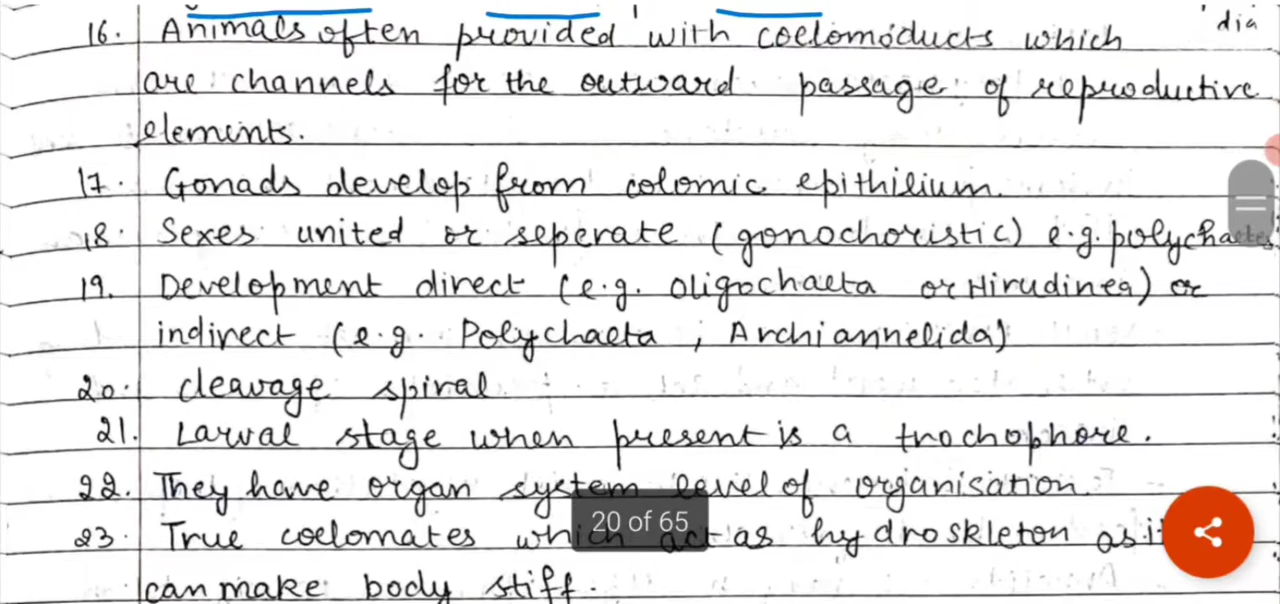 dia
16. Animals often provided with coelomoducts which
are channels for the outward passage of reproductive
elements.
17. Gonads develop from colomic epithilium.
18. Sexes united or seperate (gonochoristic) e.g. polychaetes
19. Development direct (e.g. Oligochaeta or Hirudinea) or
indirect (e.g. Polychaeta, Archiannelida)
20. cleavage spiral.
21. Larval stage when present is a trochophore.
22. They have organ system level of organisation.
20 of 65
23. True coelomates which act as hydroskleton as it
can make body stiff.